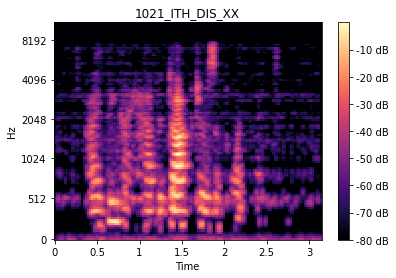 1021_ITH_DIS_XX
8192
4096
2048
1024
512
0
Hz
0 0.5 1 1.5 2 2.5 3
Time
-10 dB
-20 dB
-30 dB
-40 dB
-50 dB
-60 dB
-70 dB
-80 dB